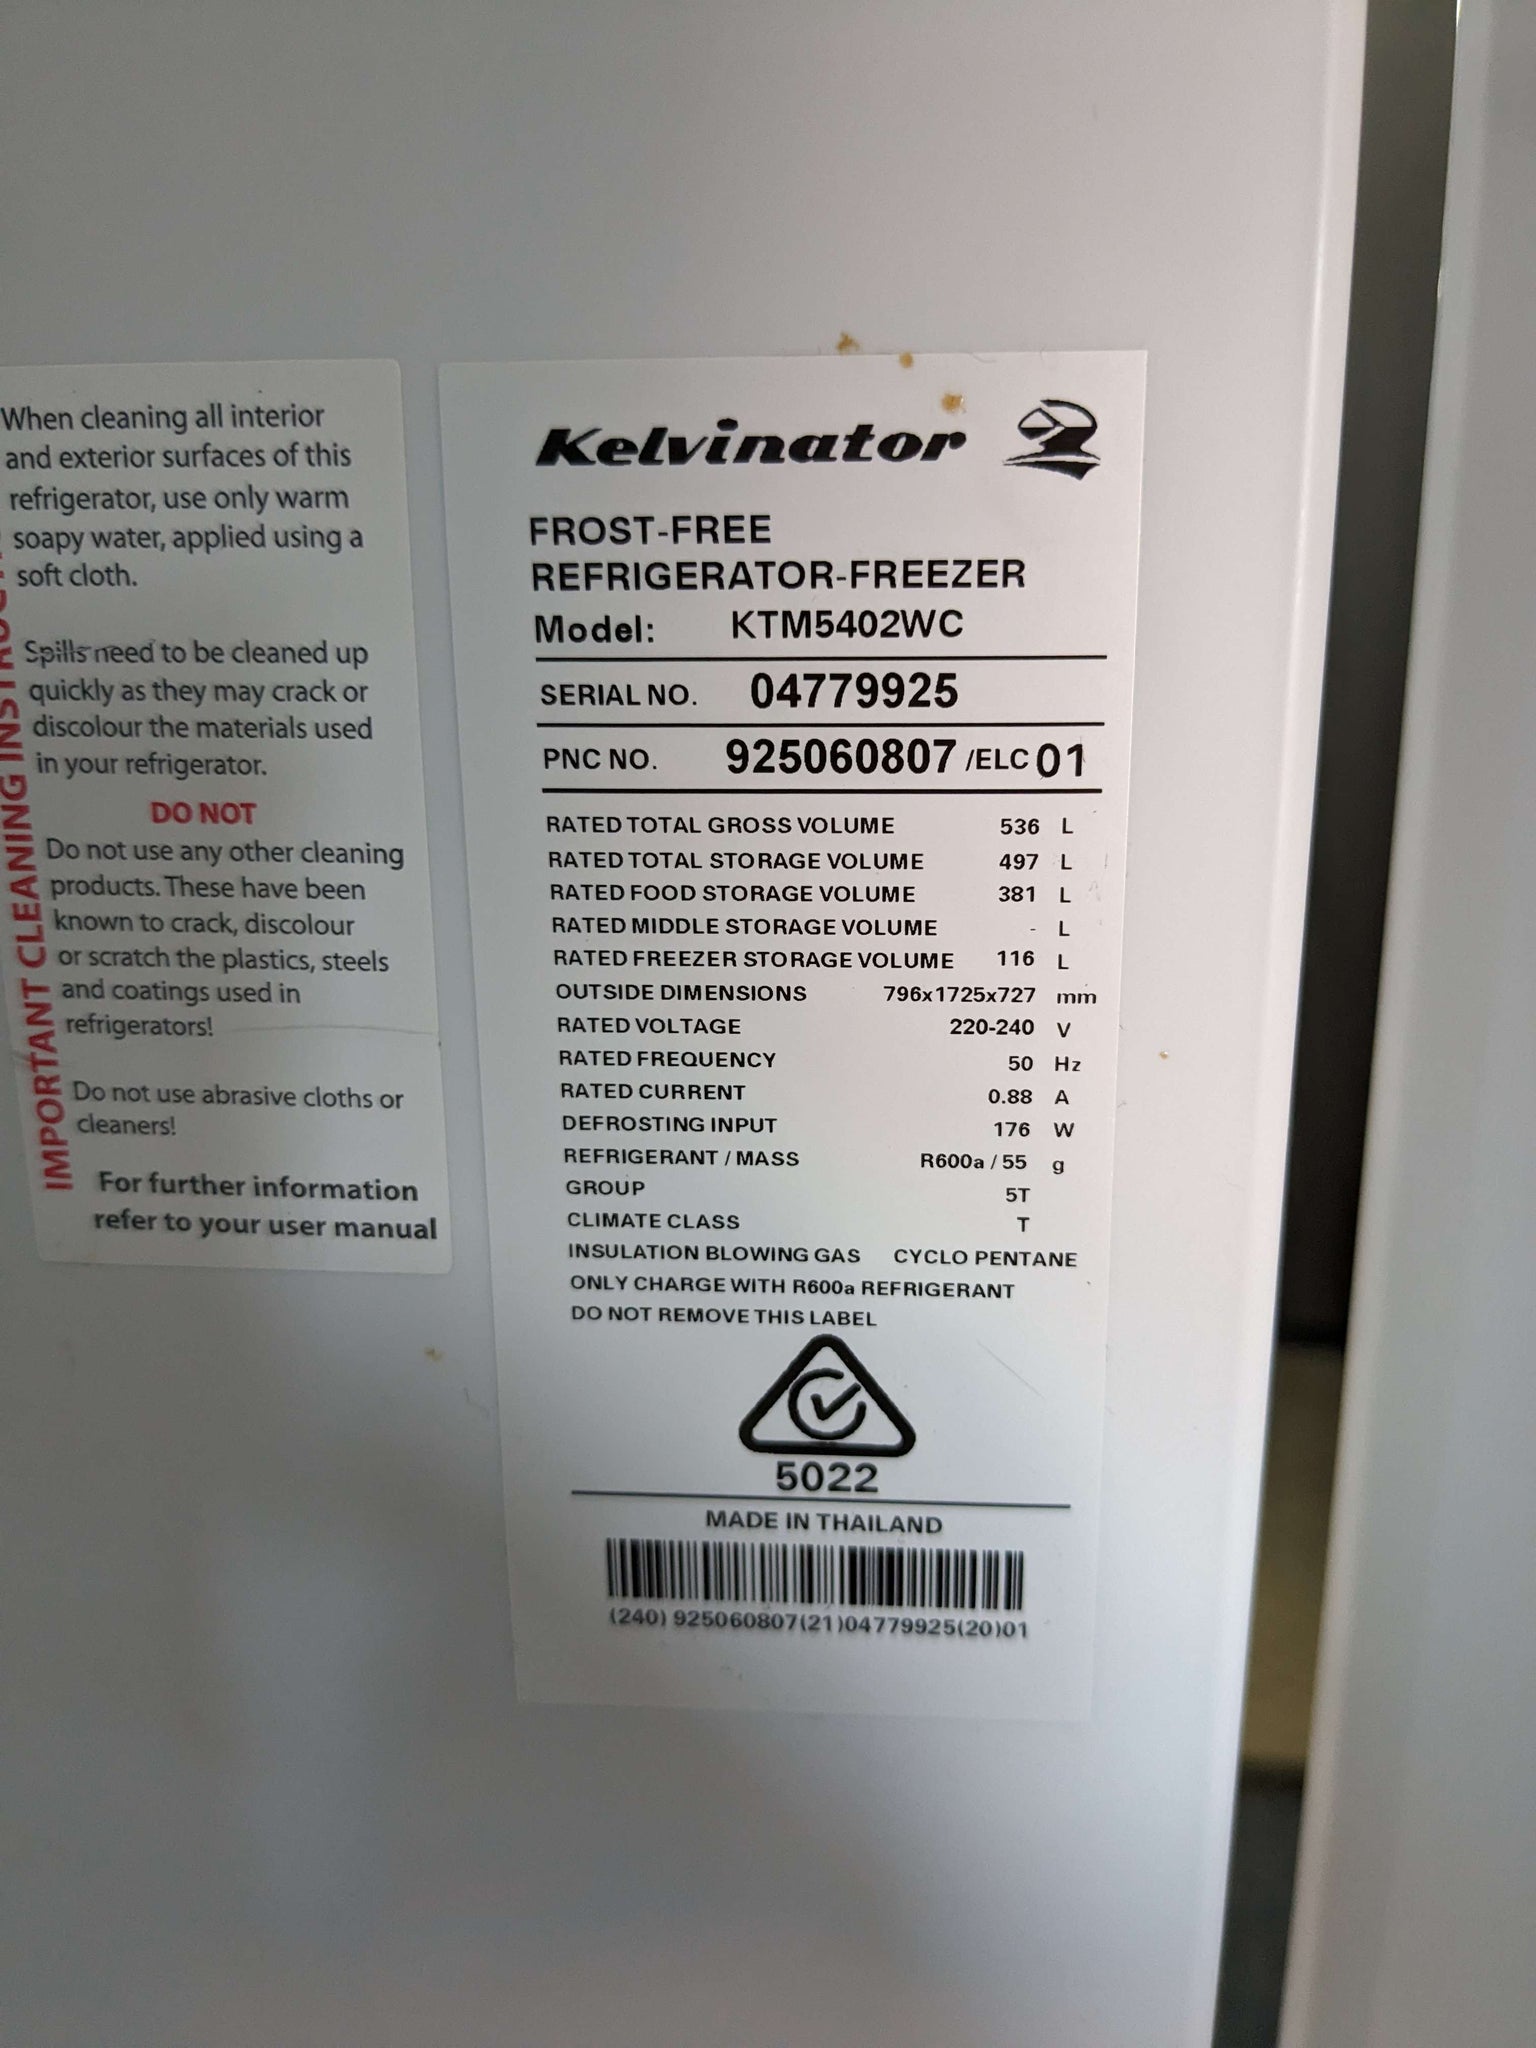 When cleaning all interior
and exterior surfaces of this
refrigerator, use only warm
soapy water, applied using a
soft cloth.
Spills need to be cleaned up
quickly as they may crack or
discolour the materials used
in your refrigerator.
DO NOT
Do not use any other cleaning
products. These have been
known to crack, discolour
or scratch the plastics, steels
and coatings used in
refrigerators!
Do not use abrasive cloths or
cleaners!
For further information
refer to your user manual
IMPORTANT CLEANING
Kelvinator
FROST-FREE
REFRIGERATOR-FREEZER
Model: KTM5402WC
SERIAL NO. 04779925
PNC NO. 925060807 /ELC 01
RATED TOTAL GROSS VOLUME 536 L
RATED TOTAL STORAGE VOLUME 497 L
RATED FOOD STORAGE VOLUME 381 L
RATED MIDDLE STORAGE VOLUME - L
RATED FREEZER STORAGE VOLUME 116 L
OUTSIDE DIMENSIONS 796x1725x727 mm
RATED VOLTAGE 220-240 V
RATED FREQUENCY 50 Hz
RATED CURRENT 0.88 A
DEFROSTING INPUT 176 W
REFRIGERANT / MASS R600a / 55 g
GROUP 5T
CLIMATE CLASS T
INSULATION BLOWING GAS CYCLO PENTANE
ONLY CHARGE WITH R600a REFRIGERANT
DO NOT REMOVE THIS LABEL
5022
MADE IN THAILAND
(240) 925060807(21)04779925(20)01